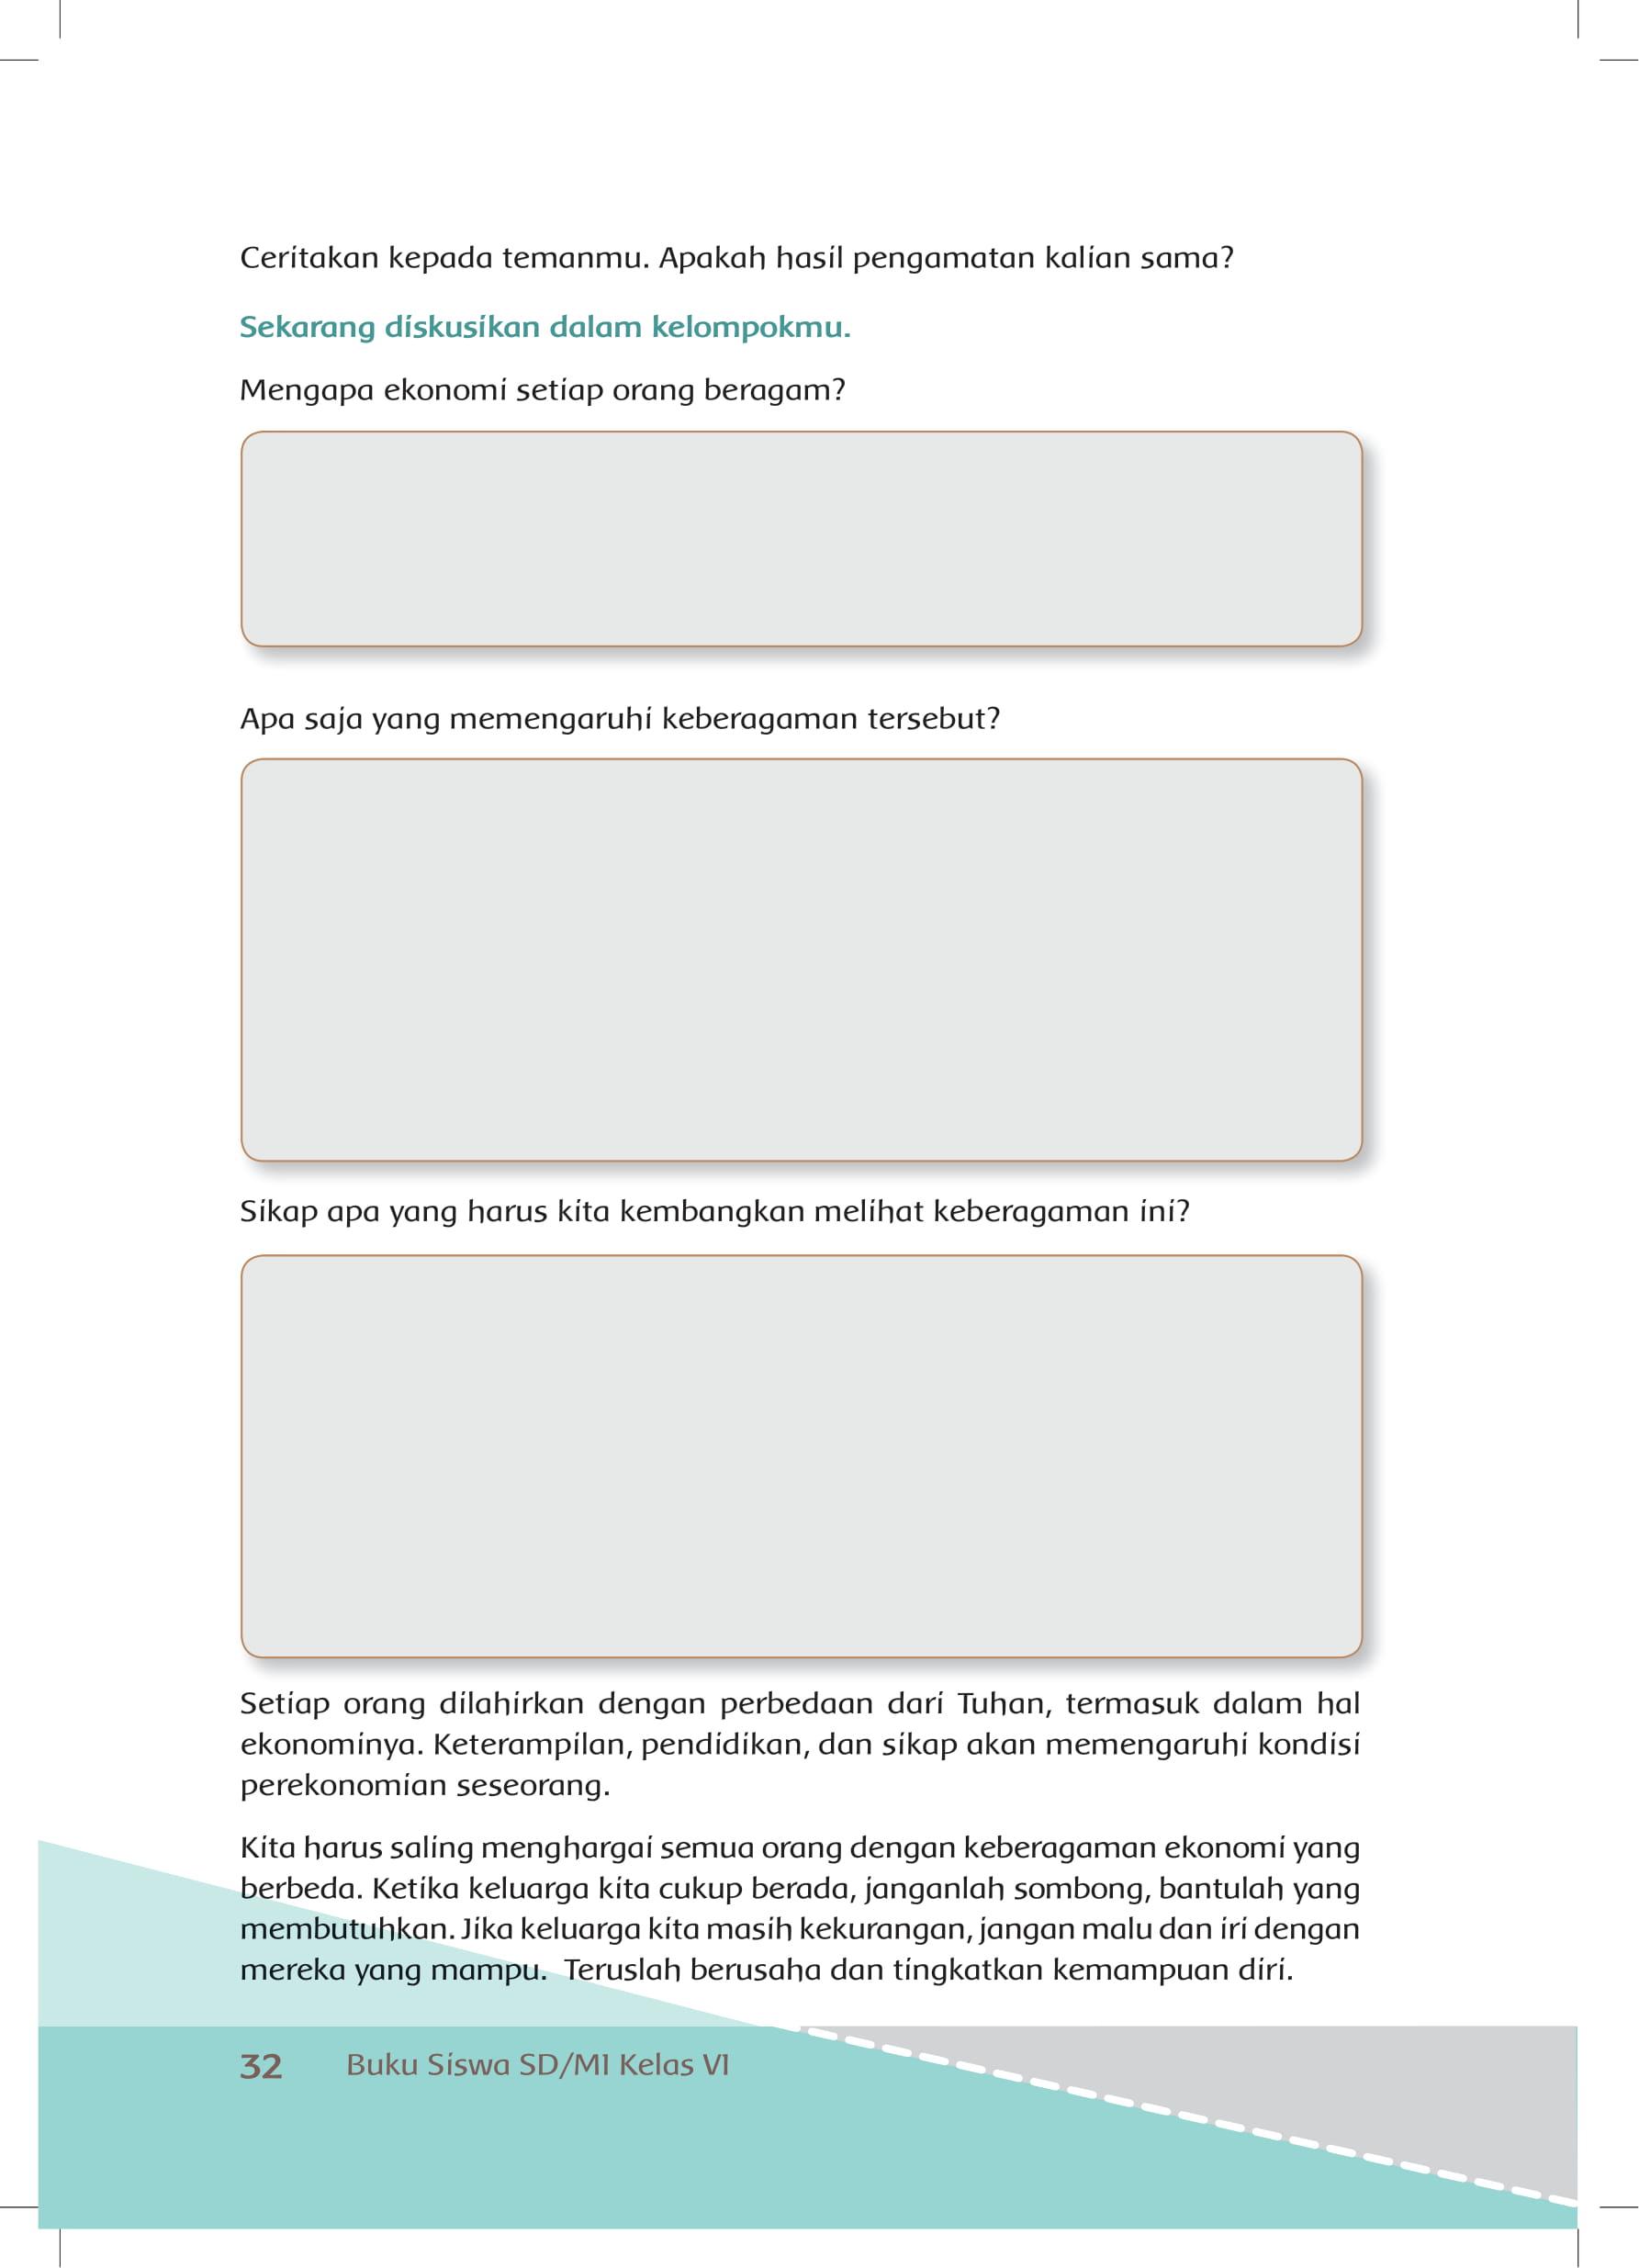 Ceritakan kepada temanmu. Apakah hasil pengamatan kalian sama?
Sekarang diskusikan dalam kelompokmu.
Mengapa ekonomi setiap orang beragam?
Apa saja yang memengaruhi keberagaman tersebut?
Sikap apa yang harus kita kembangkan melihat keberagaman ini?
Setiap orang dilahirkan dengan perbedaan dari Tuhan, termasuk dalam hal
ekonominya. Keterampilan, pendidikan, dan sikap akan memengaruhi kondisi
perekonomian seseorang.
Kita harus saling menghargai semua orang dengan keberagaman ekonomi yang
berbeda. Ketika keluarga kita cukup berada, janganlah sombong, bantulah yang
membutuhkan. Jika keluarga kita masih kekurangan, jangan malu dan iri dengan
mereka yang mampu. Teruslah berusaha dan tingkatkan kemampuan diri.
32 Buku Siswa SD/MI Kelas VI